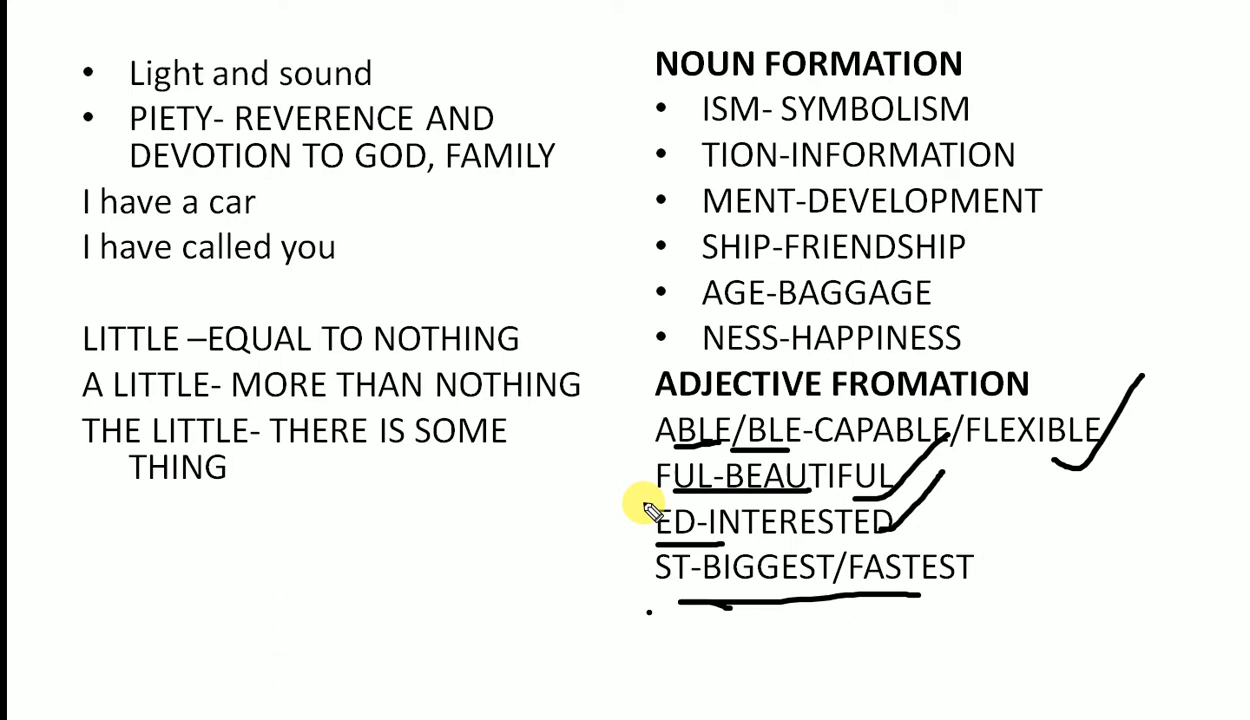 • Light and sound
• PIETY- REVERENCE AND
DEVOTION TO GOD, FAMILY
I have a car
I have called you
LITTLE –EQUAL TO NOTHING
A LITTLE- MORE THAN NOTHING
THE LITTLE- THERE IS SOME
THING
NOUN FORMATION
• ISM- SYMBOLISM
• TION-INFORMATION
• MENT-DEVELOPMENT
• SHIP-FRIENDSHIP
• AGE-BAGGAGE
• NESS-HAPPINESS
ADJECTIVE FROMATION
ABLE/BLE-CAPABLE/FLEXIBLE
FUL-BEAUTIFUL
ED-INTERESTED
ST-BIGGEST/FASTEST